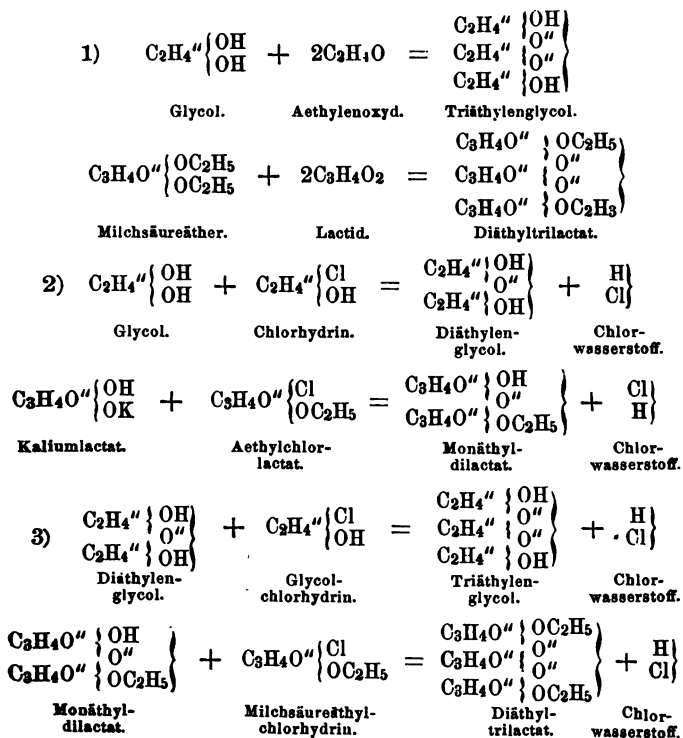 C₂H₄″ { OH
1) C₂H₄″ { OH OH + 2C₂H₄O = C₂H₄″ { O″ O″
C₂H₄″ { OH }
Glycol. Aethylenoxyd. Triäthylenglycol.
C₃H₄O″ } OC₂H₅
C₃H₄O″ { OC₂H₅ OC₂H₅ + 2C₃H₄O₂ = C₃H₄O″ { O″ O″
C₃H₄O″ } OC₂H₃ }
Milchsäureäther. Lactid. Diäthyltrilactat.
2) C₂H₄″ { OH OH + C₂H₄″ { Cl OH = C₂H₄″ C₂H₄″ } OH O″ OH } + H Cl }
Glycol. Chlorhydrin. Diäthylen- Chlor-
glycol. wasserstoff.
C₃H₄O″ { OH OK + C₃H₄O″ { Cl OC₂H₅ = C₃H₄O″ C₃H₄O″ } OH O″ OC₂H₅ } + Cl H }
Kaliumlactat. Aethylchlor- Monäthyl- Chlor-
lactat. dilactat. wasserstoff.
3) C₂H₄″ C₂H₄″ } OH O″ OH } + C₂H₄″ { Cl OH = C₂H₄″ C₂H₄″ C₂H₄″ } OH O″ O″ OH } + H Cl }
Diäthylen- Glycol- Triäthylen- Chlor-
glycol. chlorhydrin. glycol. wasserstoff.
C₃H₄O″ C₃H₄O″ } OH O″ OC₂H₅ } + C₃H₄O″ { Cl OC₂H₅ = C₃H₄O″ C₃H₄O″ C₃H₄O″ } OC₂H₅ O″ O″ OC₂H₅ } + H Cl }
Monäthyl- Milchsäureäthyl- Diäthyl- Chlor-
dilactat. chlorhydrin. trilactat. wasserstoff.